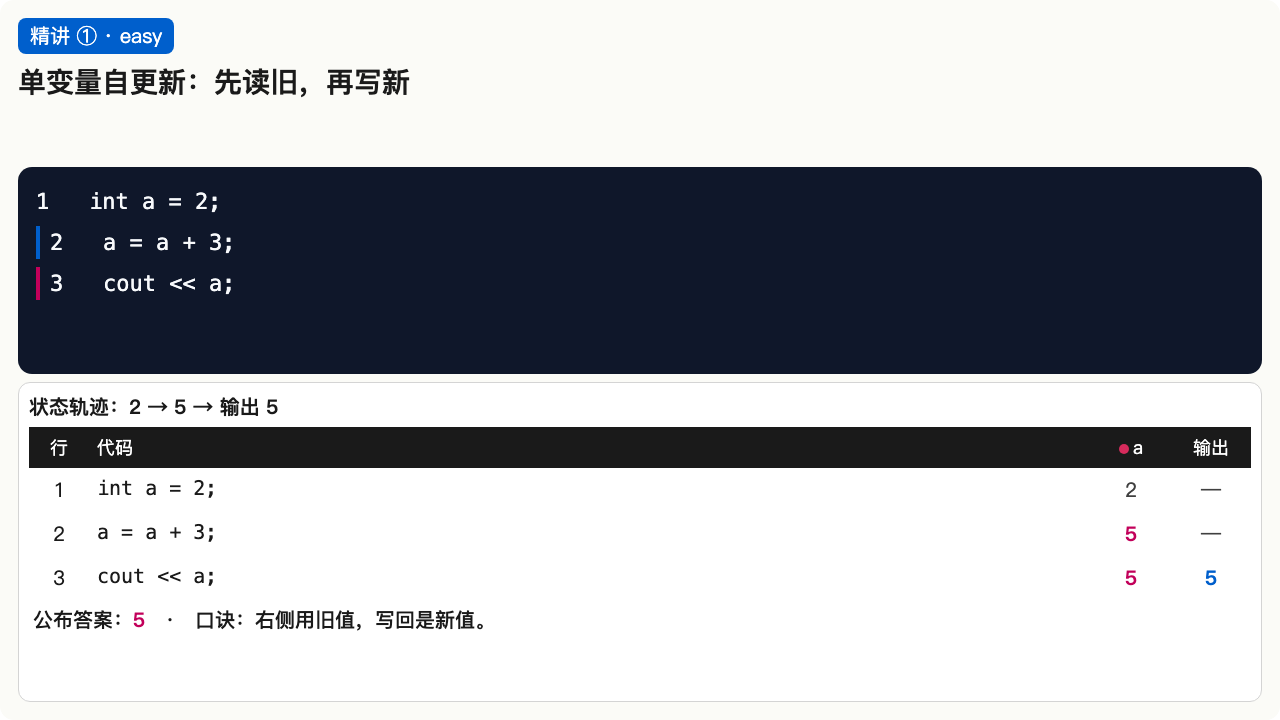 精讲 ① · easy
单变量自更新：先读旧，再写新
1 int a = 2;
2 a = a + 3;
3 cout << a;
状态轨迹：2 → 5 → 输出 5
行 代码 a 输出
1 int a = 2; 2 —
2 a = a + 3; 5 —
3 cout << a; 5 5
公布答案：5 · 口诀：右侧用旧值，写回是新值。